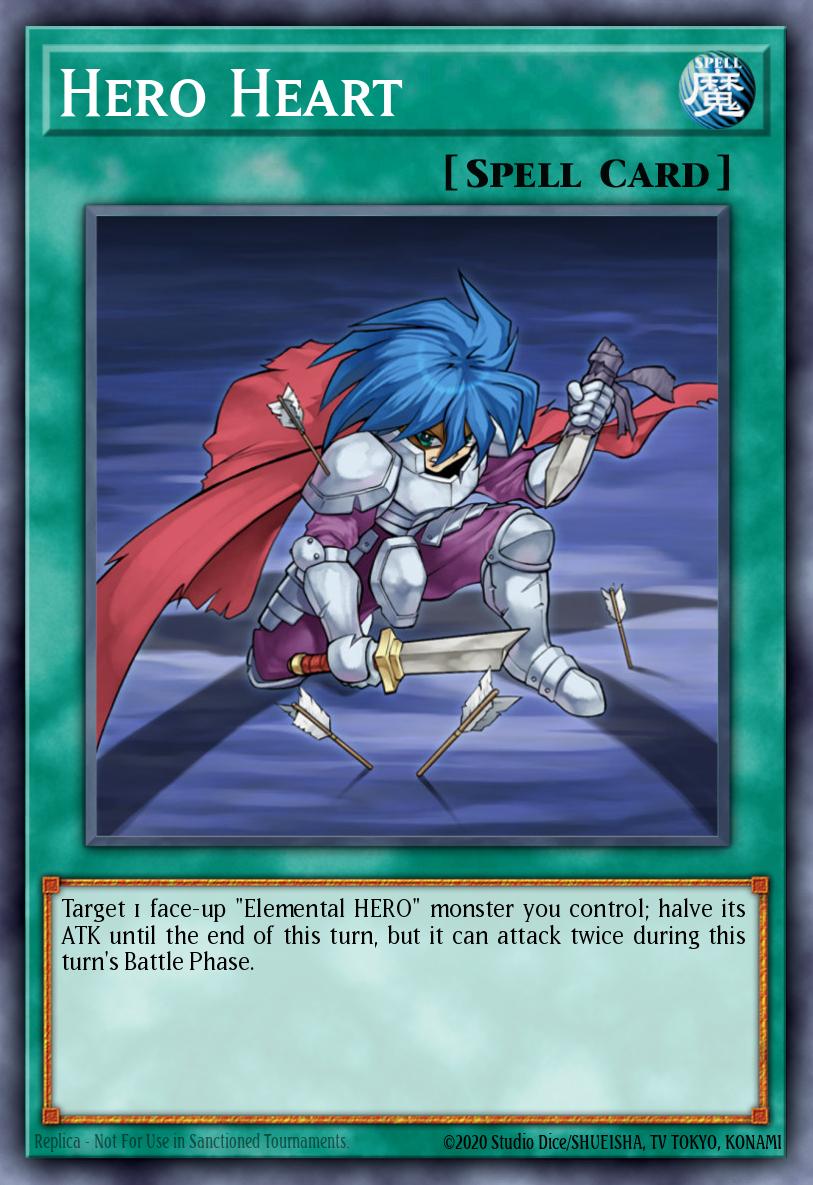 HERO HEART
SPELL
魔
[ SPELL CARD ]
Target 1 face-up "Elemental HERO" monster you control; halve its
ATK until the end of this turn, but it can attack twice during this
turn's Battle Phase.
Replica - Not For Use in Sanctioned Tournaments.
©2020 Studio Dice/SHUEISHA, TV TOKYO, KONAMI